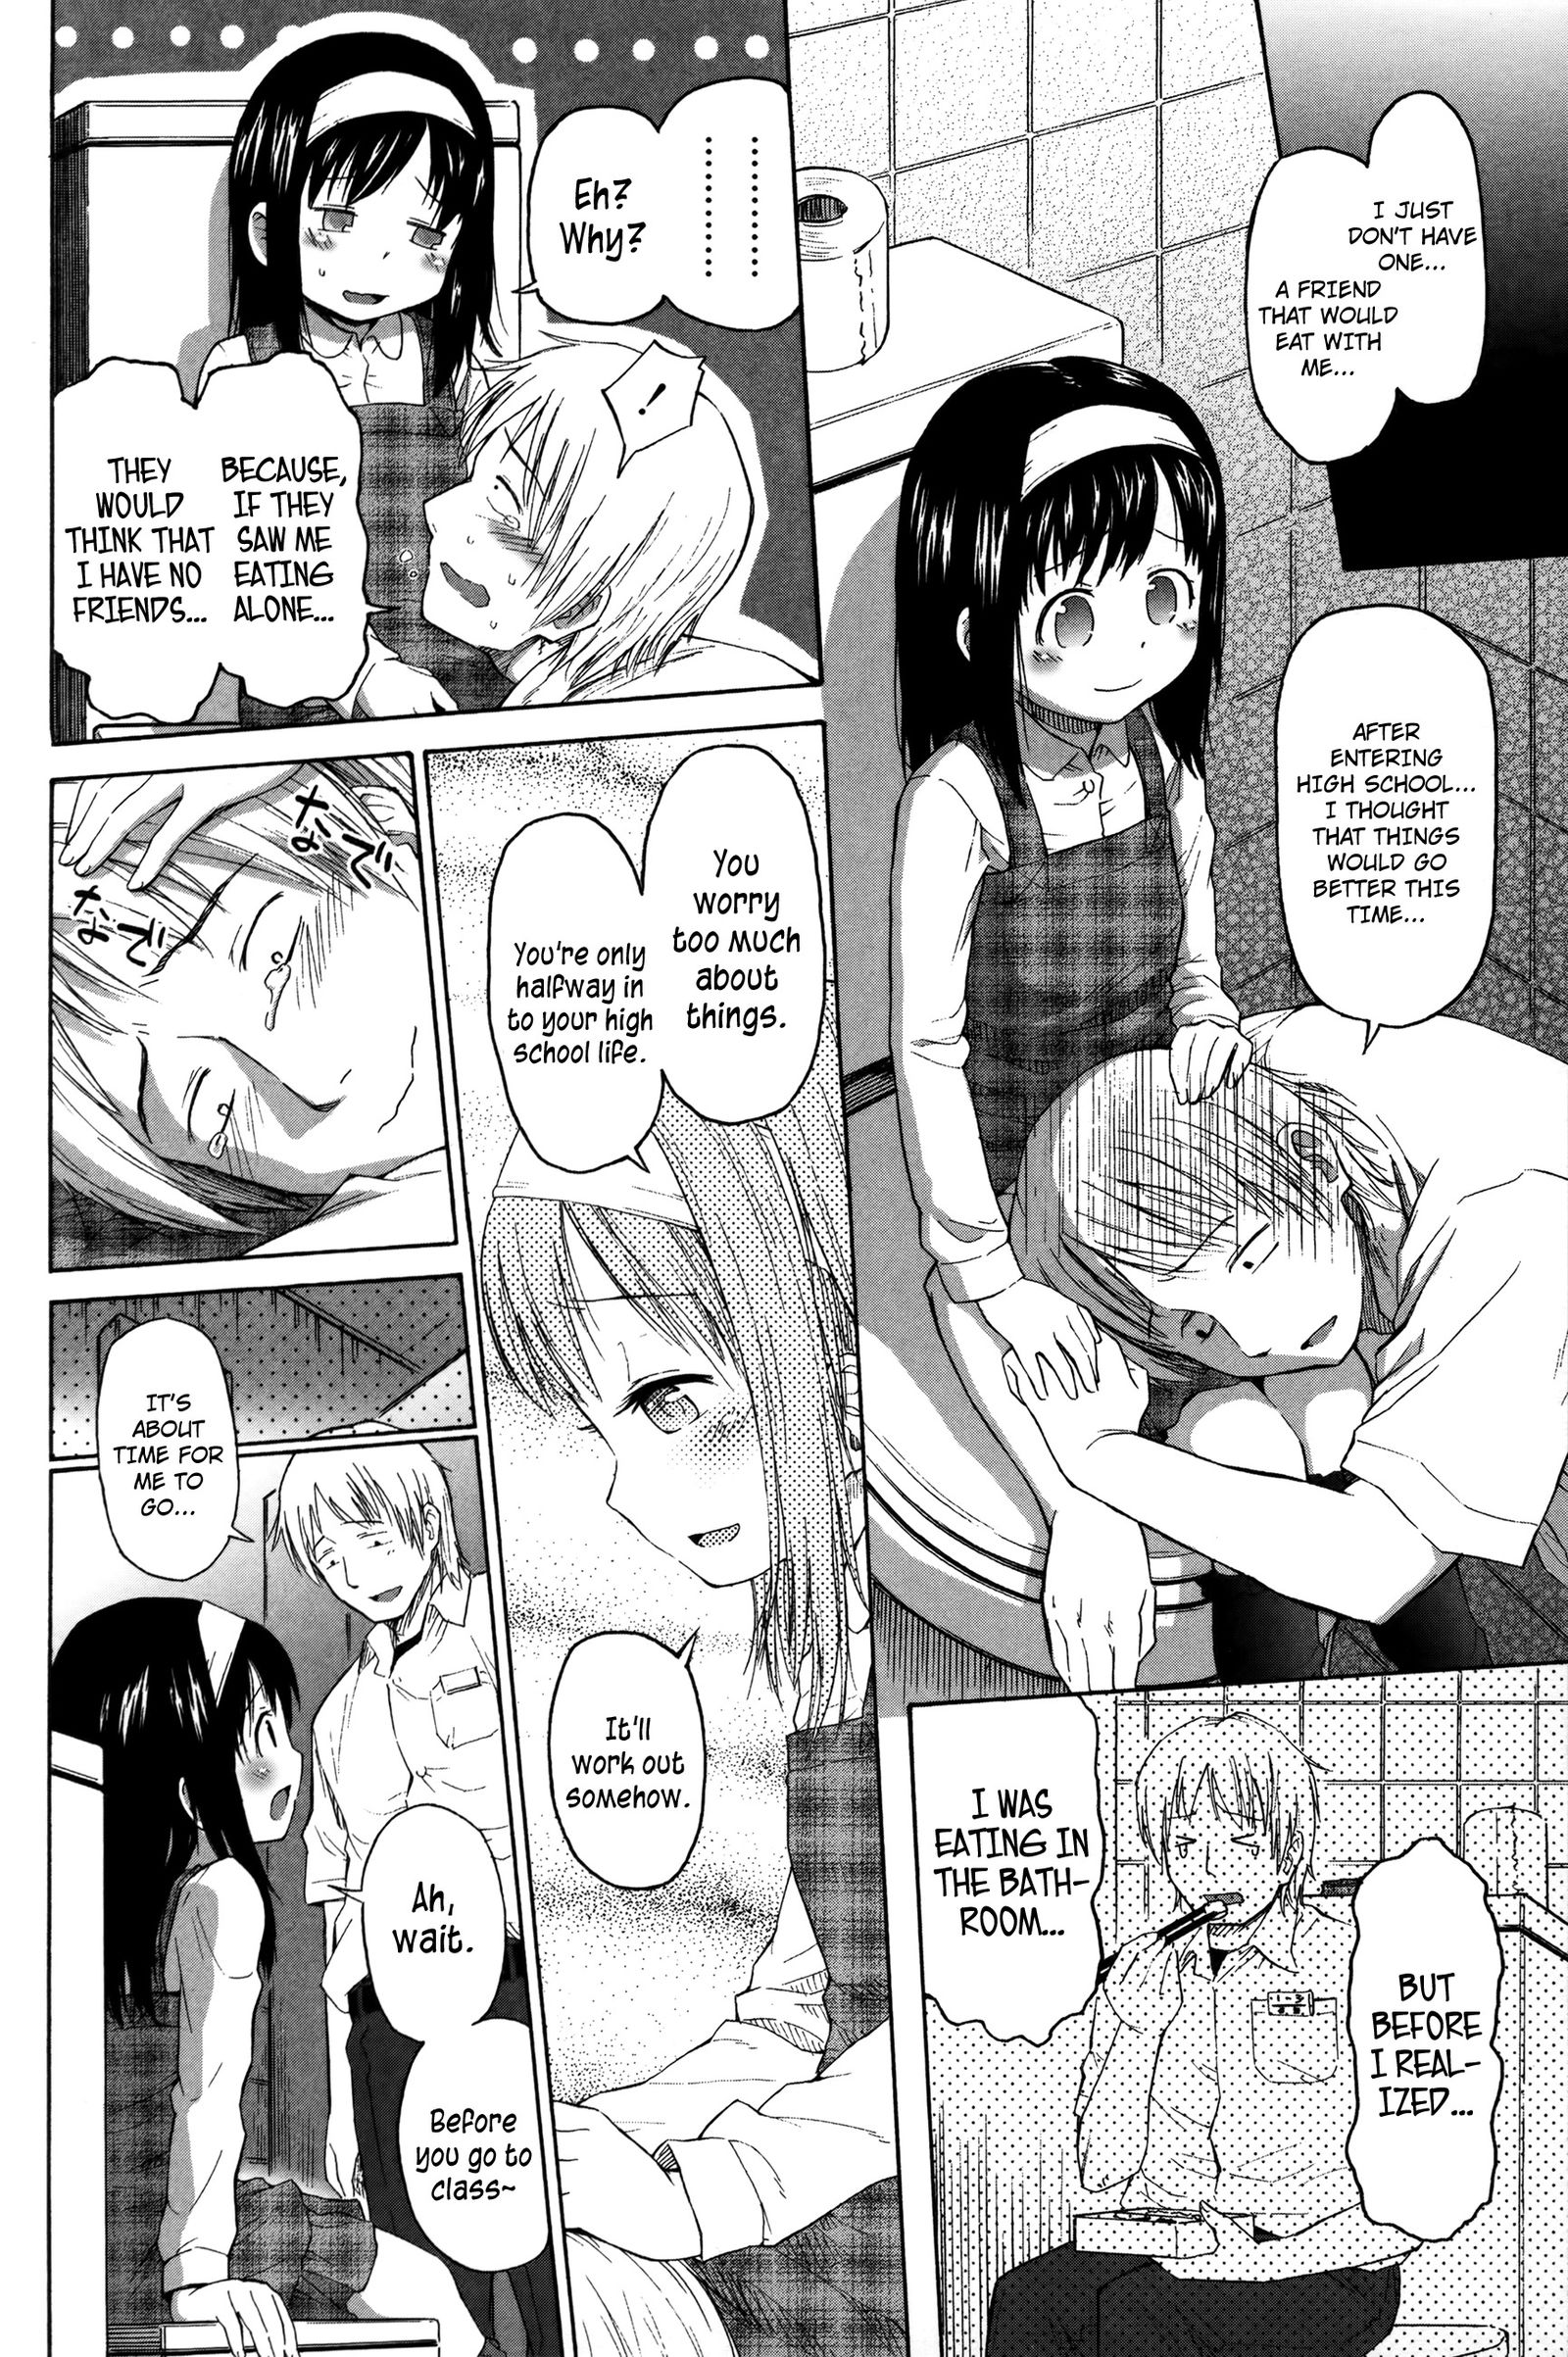 I JUST
DON'T HAVE
ONE...
A FRIEND
THAT WOULD
EAT WITH
ME...
AFTER
ENTERING
HIGH SCHOOL...
I THOUGHT
THAT THINGS
WOULD GO
BETTER THIS
TIME...
BUT
BEFORE
I REAL-
IZED...
I WAS
EATING IN
THE BATH-
ROOM...
Eh?
Why?
!
BECAUSE,
IF THEY
SAW ME
EATING
ALONE...
THEY
WOULD
THINK THAT
I HAVE NO
FRIENDS...
You
worry
too much
about
things.
You're only
halfway in
to your high
school life.
It'll
work out
somehow.
なで
なで
IT'S
ABOUT
TIME FOR
ME TO
GO...
Ah,
wait.
Before
you go to
class~